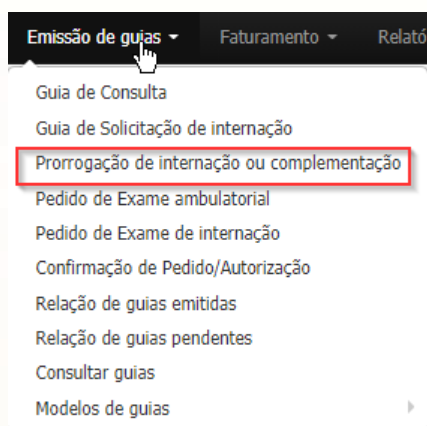 Emissão de guias Faturamento Relató
Guia de Consulta
Guia de Solicitação de internação
Prorrogação de internação ou complementação
Pedido de Exame ambulatorial
Pedido de Exame de internação
Confirmação de Pedido/Autorização
Relação de guias emitidas
Relação de guias pendentes
Consultar guias
Modelos de guias